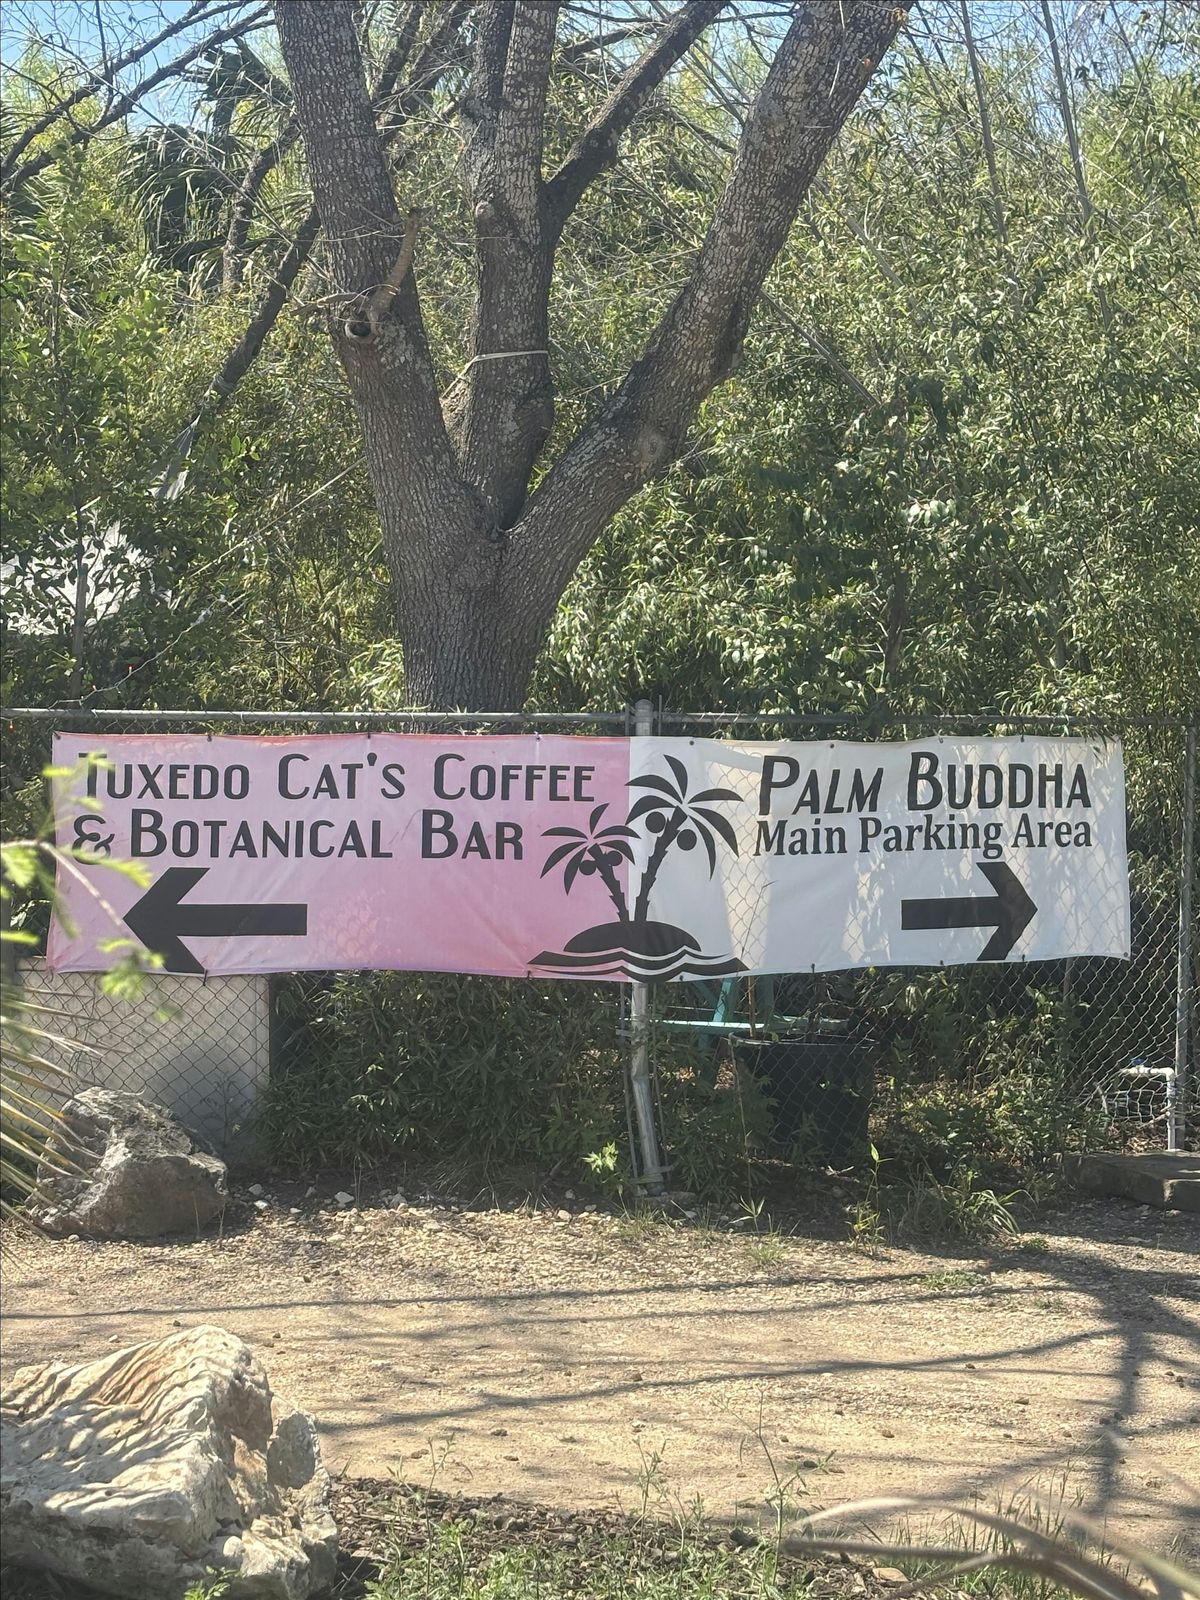 Tuxedo Cat's Coffee
& Botanical Bar
Palm Buddha
Main Parking Area